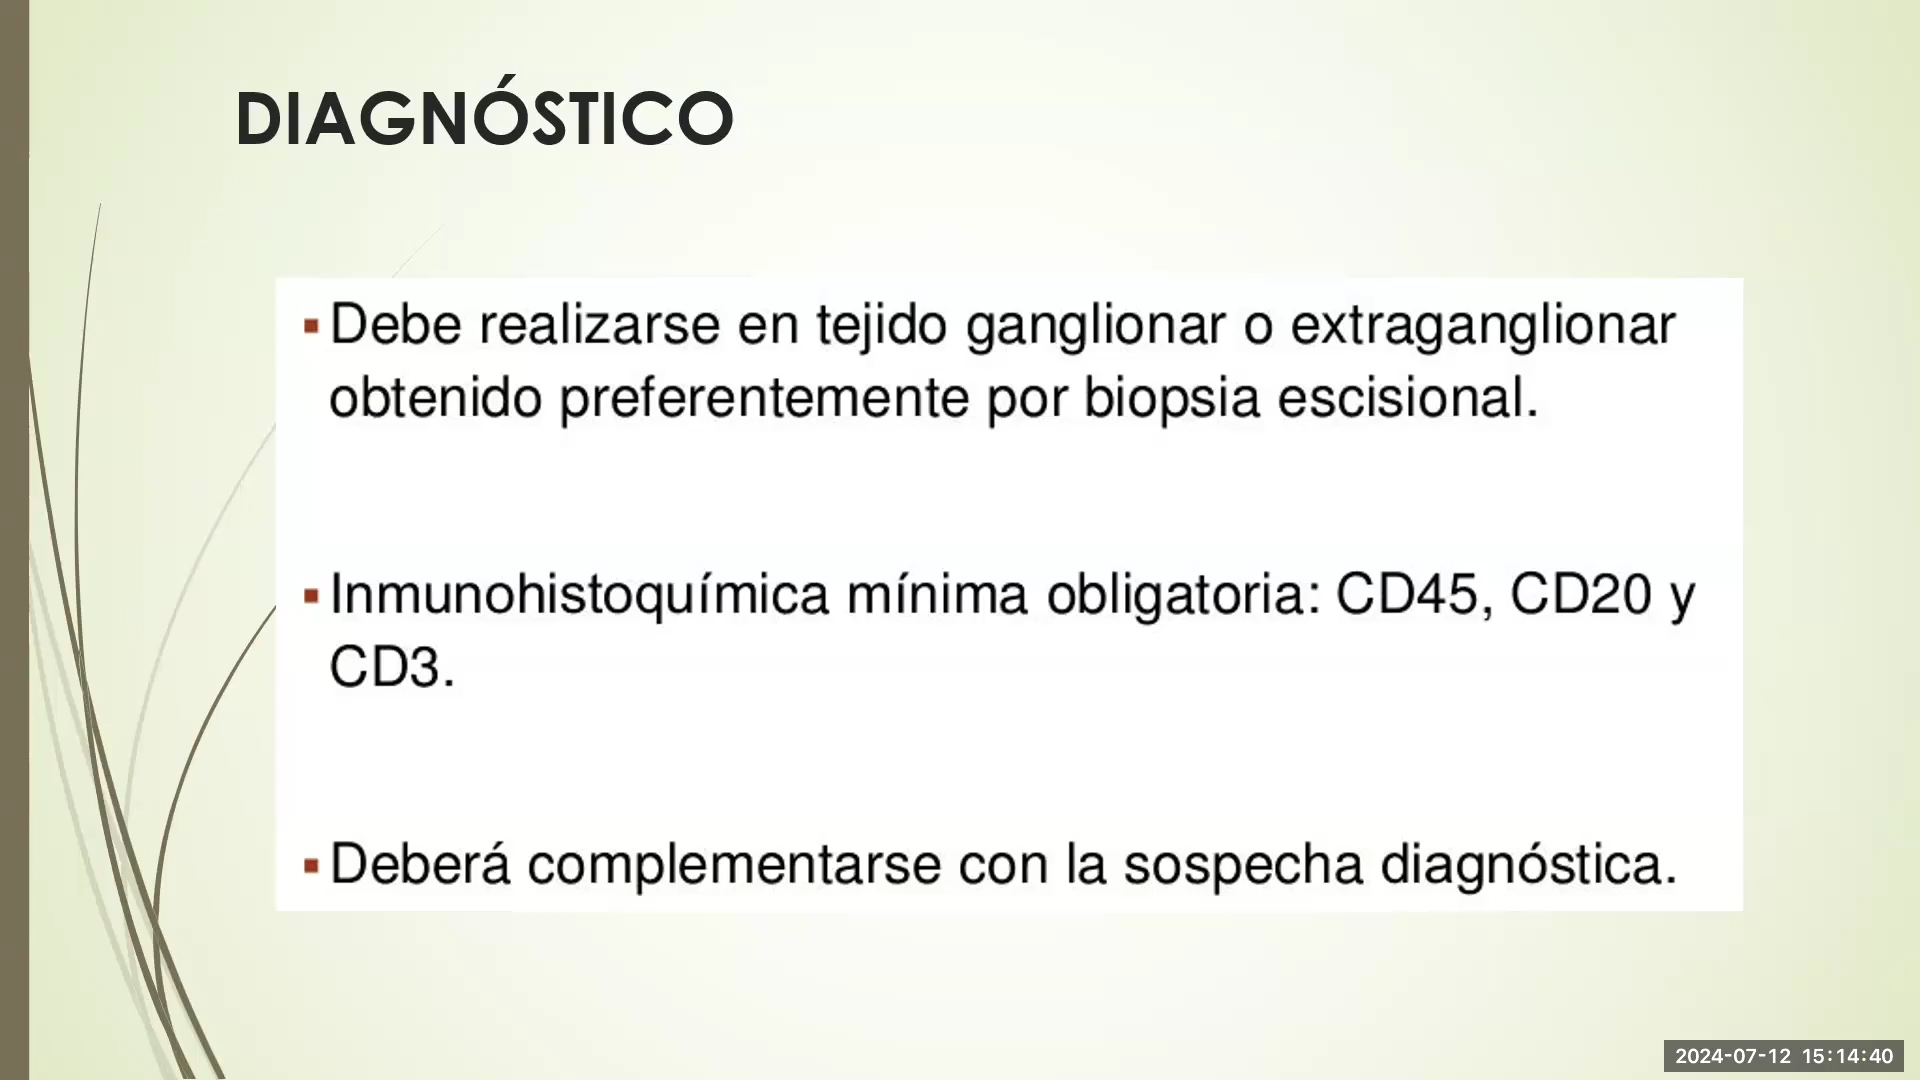 DIAGNÓSTICO
▪Debe realizarse en tejido ganglionar o extraganglionar
obtenido preferentemente por biopsia escisional.
▪Inmunohistoquímica mínima obligatoria: CD45, CD20 y
CD3.
▪Deberá complementarse con la sospecha diagnóstica.
2024-07-12 15:14:40